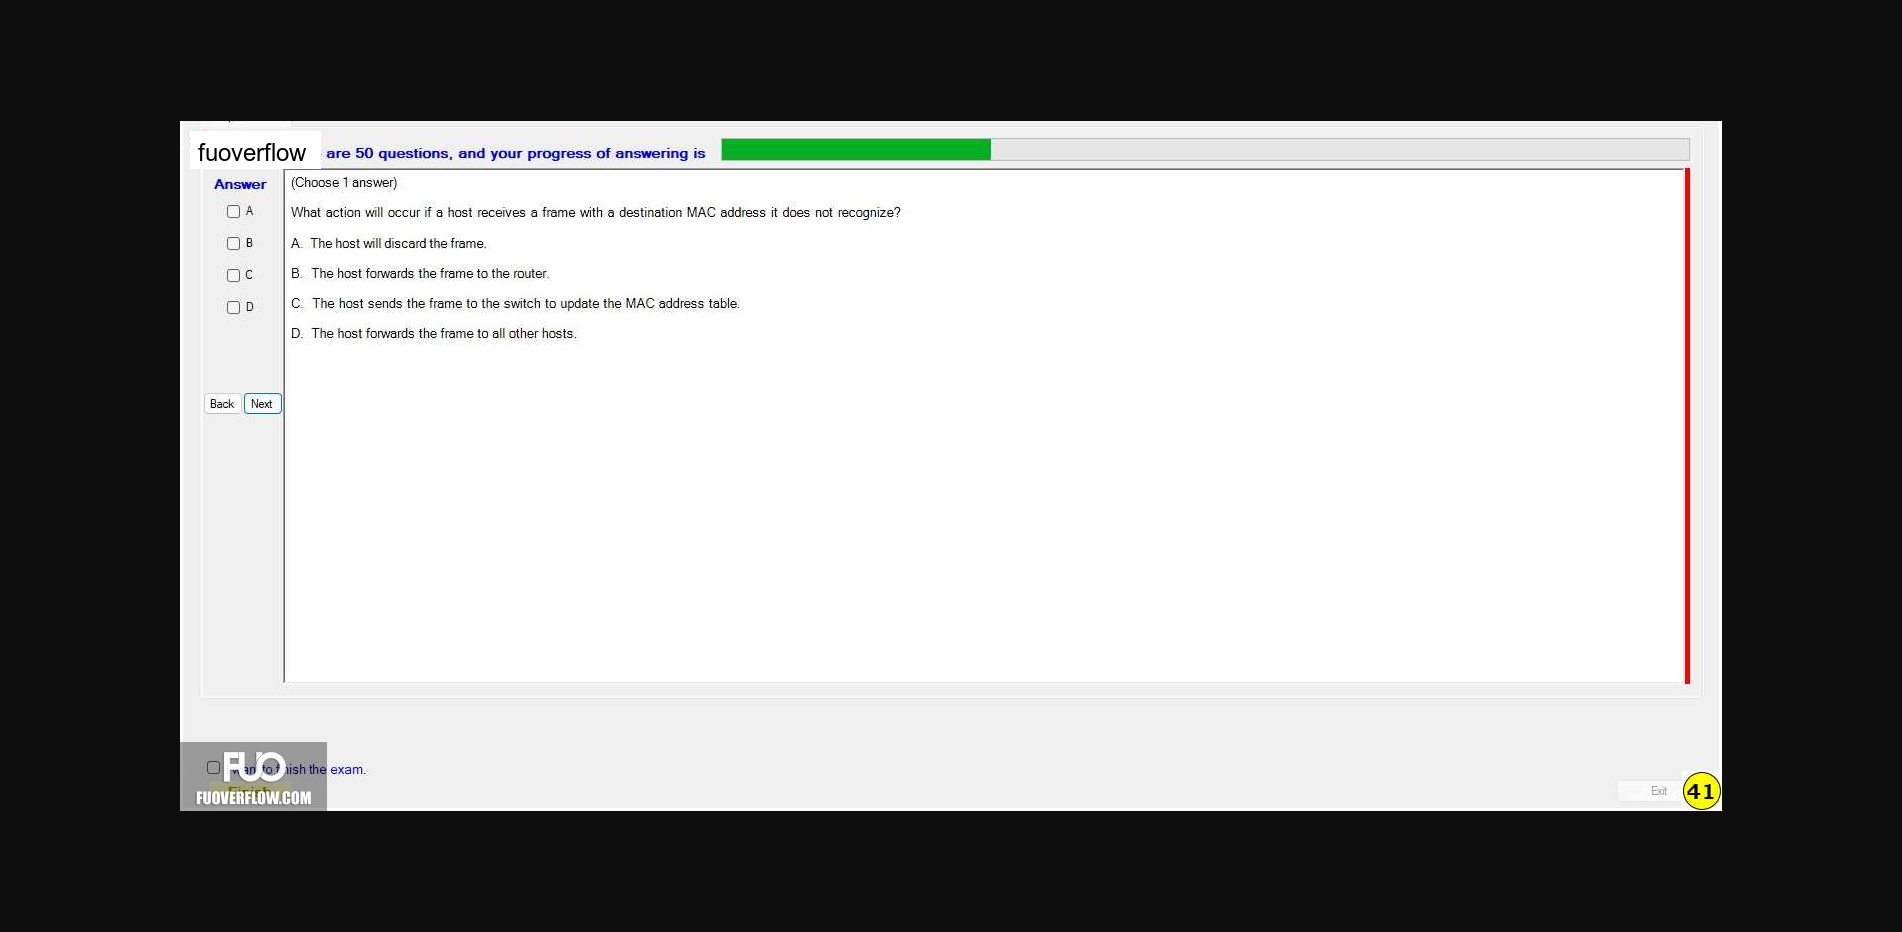 fuoverflow are 50 questions, and your progress of answering is
Answer
(Choose 1 answer)
A
What action will occur if a host receives a frame with a destination MAC address it does not recognize?
B
A. The host will discard the frame.
C
B. The host forwards the frame to the router.
D
C. The host sends the frame to the switch to update the MAC address table.
D. The host forwards the frame to all other hosts.
Back Next
FUO
to finish the exam.
Finish
FUOVERFLOW.COM
Exit
41